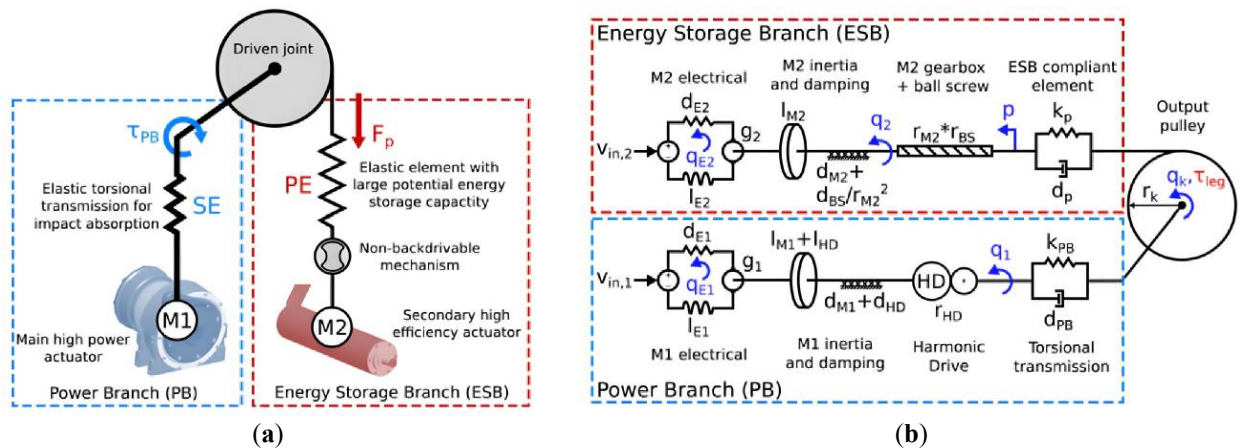 Driven joint
τPB
Fp
Elastic torsional
transmission for
impact absorption
SE
PE
Elastic element with
large potential energy
storage capactity
Non-backdrivable
mechanism
M1
M2
Main high power
actuator
Secondary high
efficiency actuator
Power Branch (PB)
Energy Storage Branch (ESB)
(a)
Energy Storage Branch (ESB)
M2 electrical
M2 inertia
and damping
M2 gearbox
+ ball screw
ESB compliant
element
Output
pulley
dE2
IM2
vin,2
qE2
g2
q2
rM2*rBS
p
kp
lE2
dM2+
dBS/rM2²
dp
rk
qk,τleg
dE1
IM1+IHD
vin,1
qE1
g1
q1
HD
kPB
lE1
dM1+dHD
rHD
dPB
M1 electrical
M1 inertia
and damping
Harmonic
Drive
Torsional
transmission
Power Branch (PB)
(b)